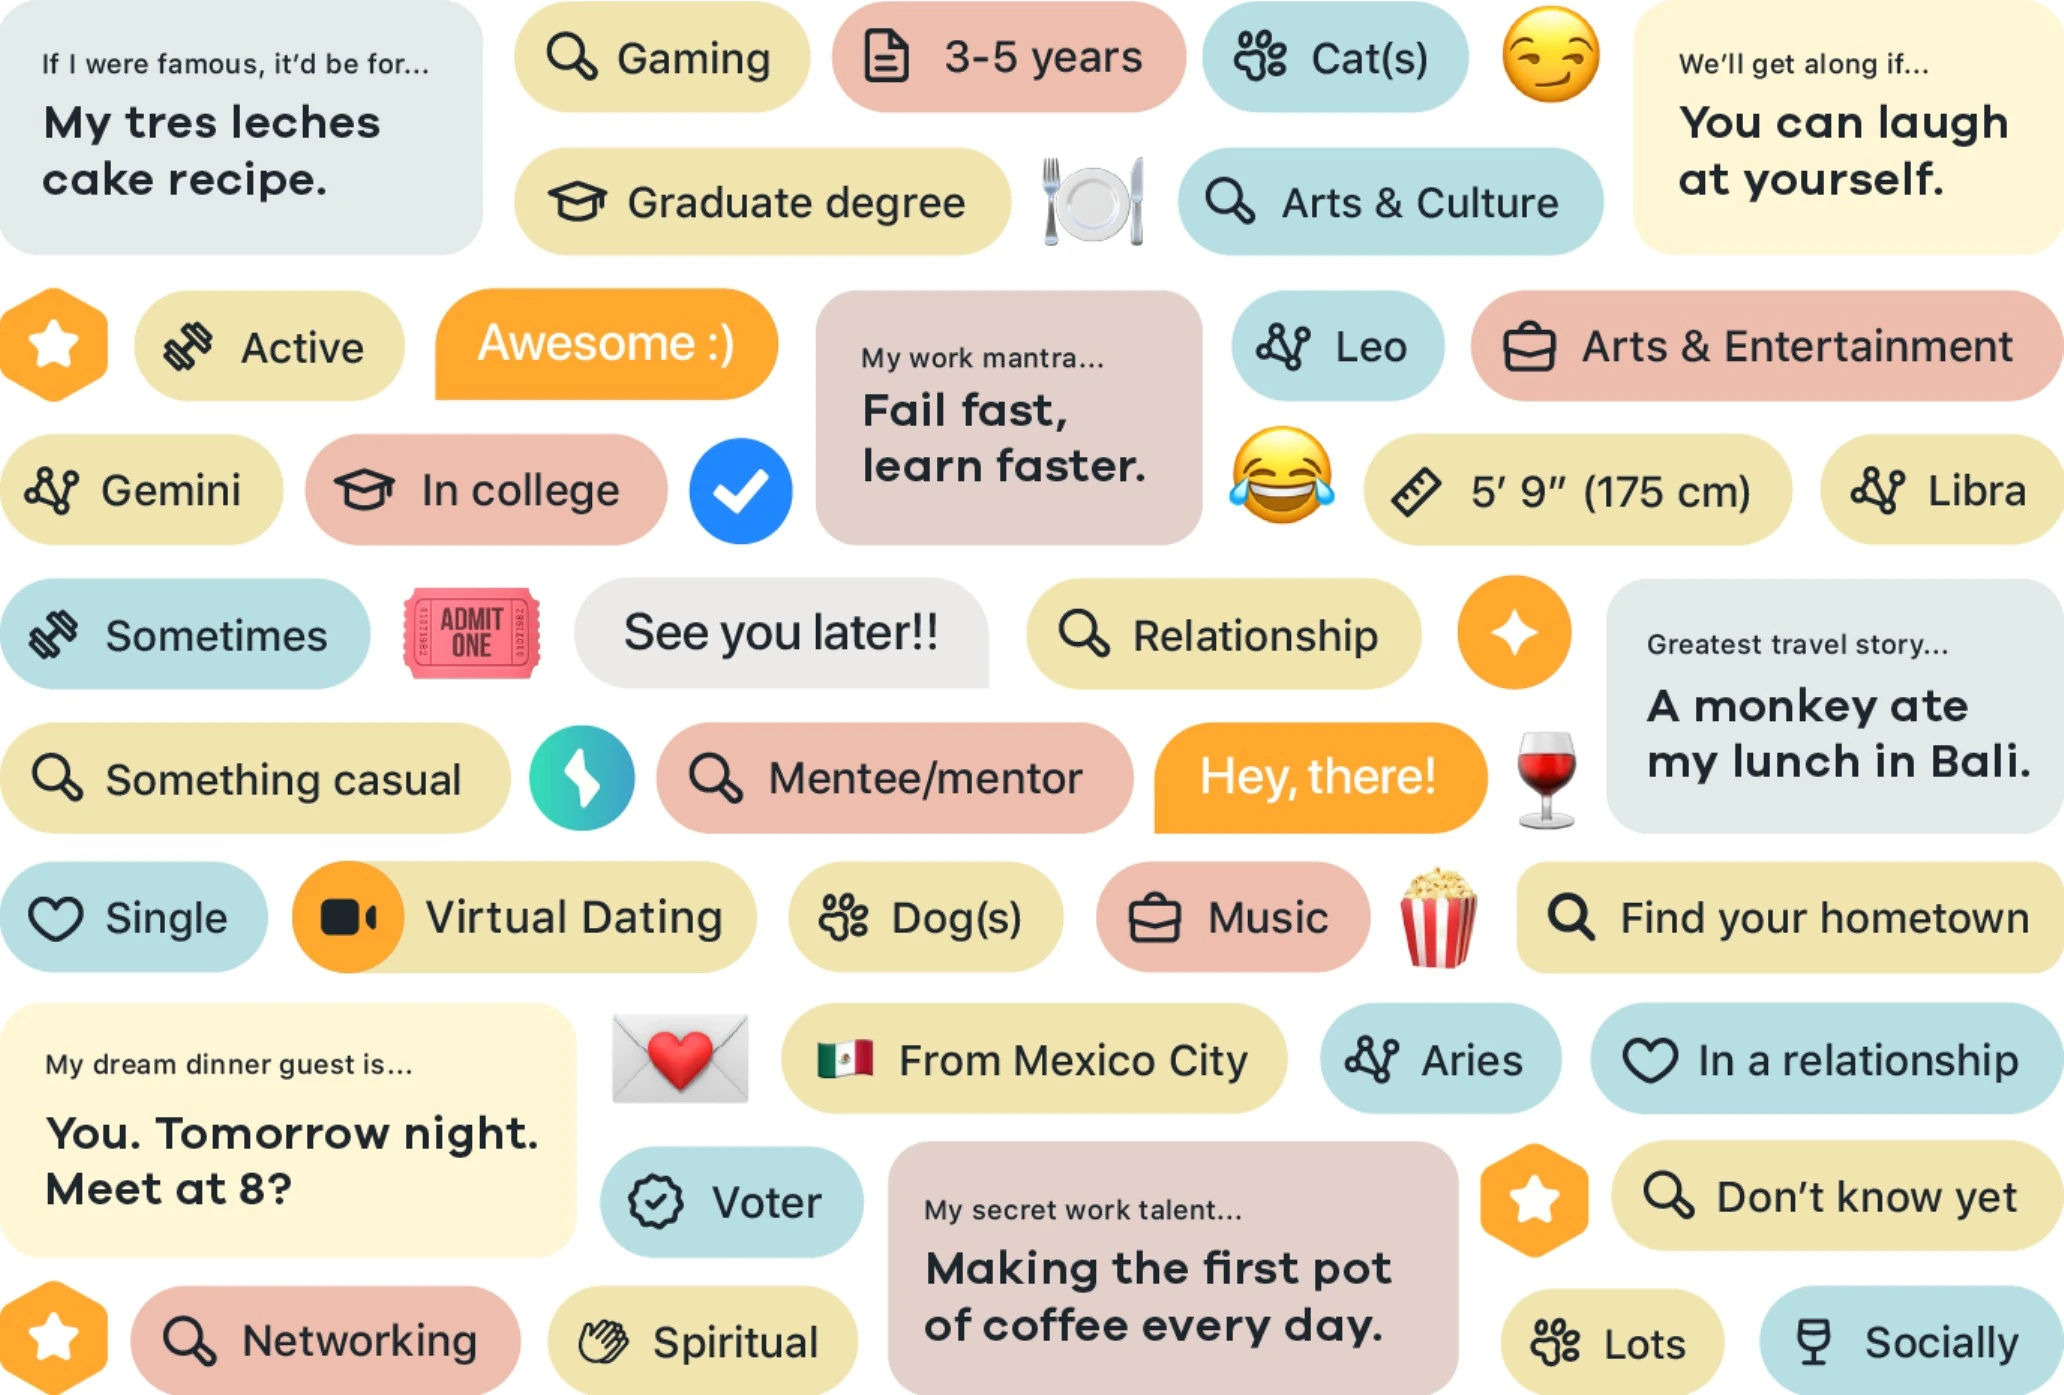 If I were famous, it’d be for...
My tres leches
cake recipe.
Gaming
3-5 years
Cat(s)
We’ll get along if...
You can laugh
at yourself.
Graduate degree
Arts & Culture
Active
Awesome :)
My work mantra...
Fail fast,
learn faster.
Leo
Arts & Entertainment
Gemini
In college
5′ 9″ (175 cm)
Libra
Sometimes
ADMIT
ONE
01071982
01071982
See you later!!
Relationship
Greatest travel story...
A monkey ate
my lunch in Bali.
Something casual
Mentee/mentor
Hey, there!
Single
Virtual Dating
Dog(s)
Music
Find your hometown
My dream dinner guest is...
You. Tomorrow night.
Meet at 8?
From Mexico City
Aries
In a relationship
Voter
My secret work talent...
Making the first pot
of coffee every day.
Don’t know yet
Networking
Spiritual
Lots
Socially